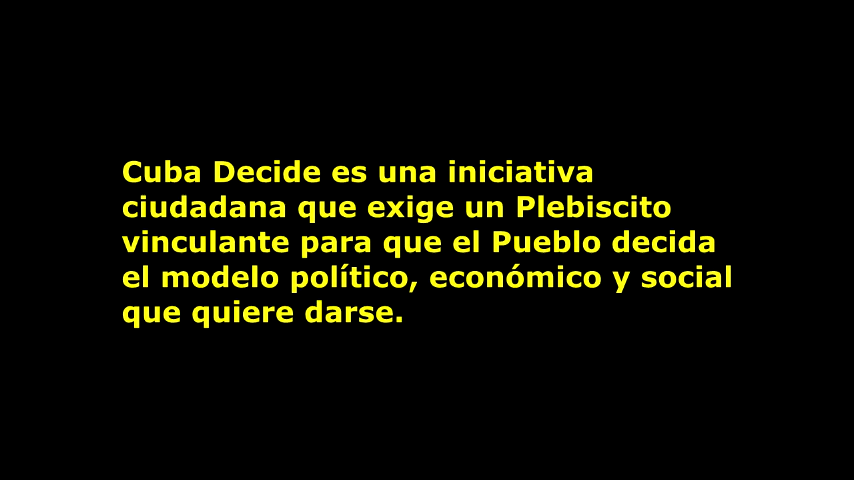 Cuba Decide es una iniciativa
ciudadana que exige un Plebiscito
vinculante para que el Pueblo decida
el modelo político, económico y social
que quiere darse.